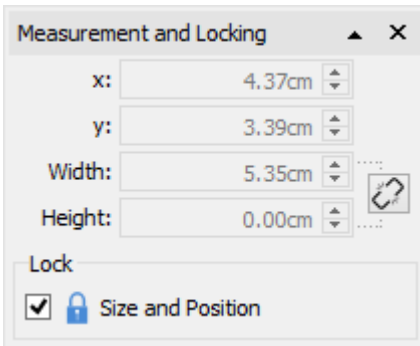 Measurement and Locking
x: 4.37cm
y: 3.39cm
Width: 5.35cm
Height: 0.00cm
Lock
Size and Position